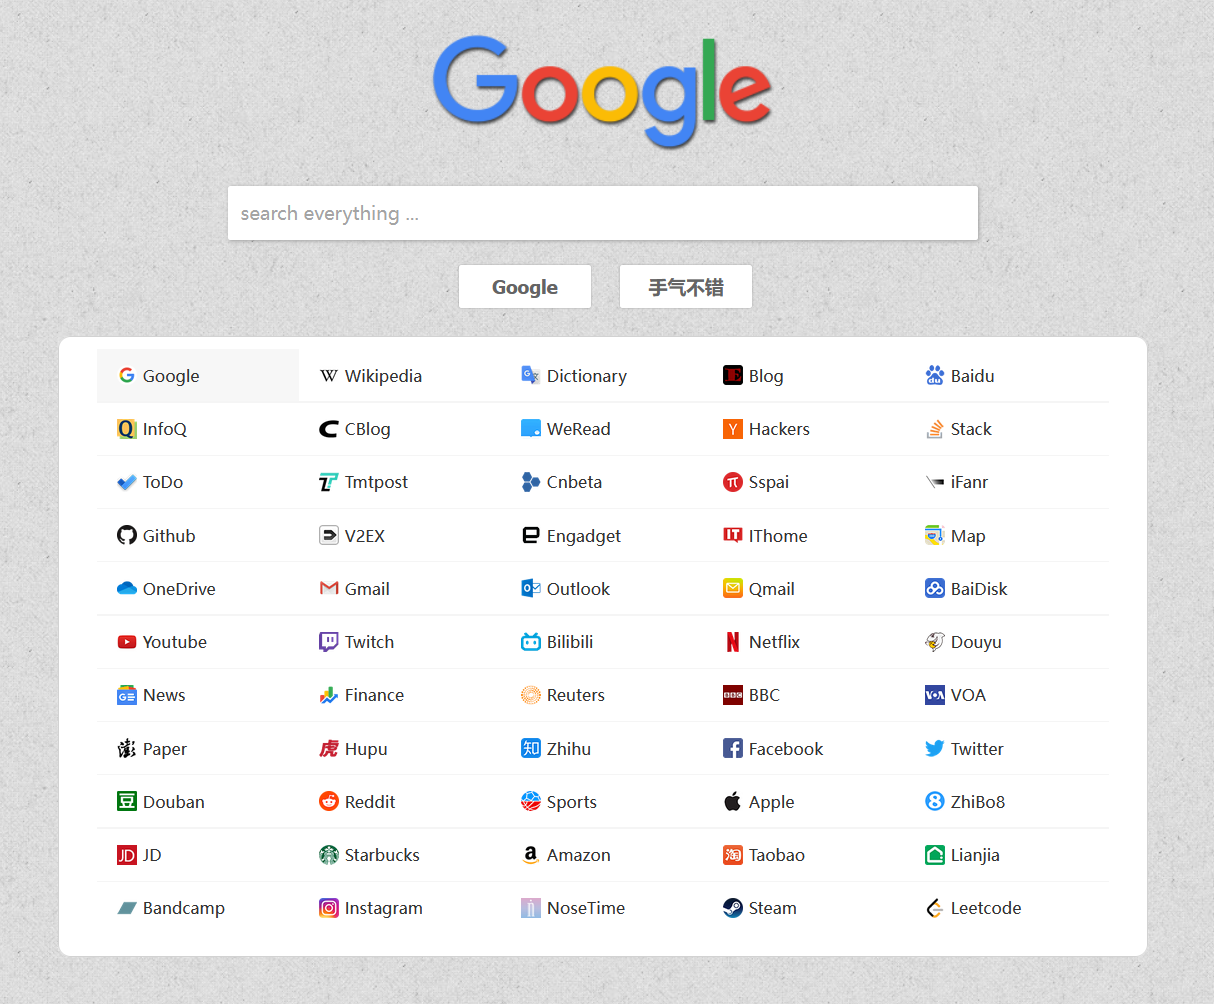 Google
search everything ...
Google 手气不错
Google Wikipedia Dictionary Blog Baidu
InfoQ CBlog WeRead Hackers Stack
ToDo Tmtpost Cnbeta Sspai iFanr
Github V2EX Engadget IThome Map
OneDrive Gmail Outlook Qmail BaiDisk
Youtube Twitch Bilibili Netflix Douyu
News Finance Reuters BBC VOA
Paper Hupu Zhihu Facebook Twitter
Douban Reddit Sports Apple ZhiBo8
JD Starbucks Amazon Taobao Lianjia
Bandcamp Instagram NoseTime Steam Leetcode